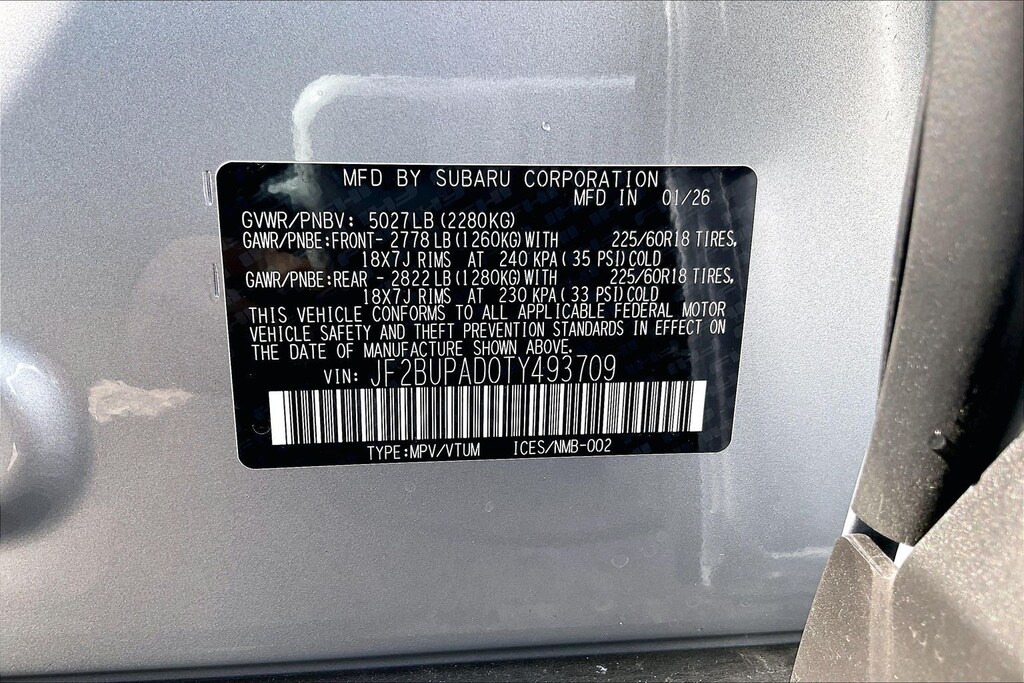 MFD BY SUBARU CORPORATION
MFD IN 01/26
GVWR/PNBV: 5027LB (2280KG)
GAWR/PNBE:FRONT- 2778 LB (1260KG) WITH 225/60R18 TIRES,
18X7J RIMS AT 240 KPA ( 35 PSI) COLD
GAWR/PNBE:REAR - 2822 LB (1280KG) WITH 225/60R18 TIRES,
18X7J RIMS AT 230 KPA ( 33 PSI) COLD
THIS VEHICLE CONFORMS TO ALL APPLICABLE FEDERAL MOTOR
VEHICLE SAFETY AND THEFT PREVENTION STANDARDS IN EFFECT ON
THE DATE OF MANUFACTURE SHOWN ABOVE.
VIN: JF2BUPAD0TY493709
TYPE:MPV/VTUM ICES/NMB-002